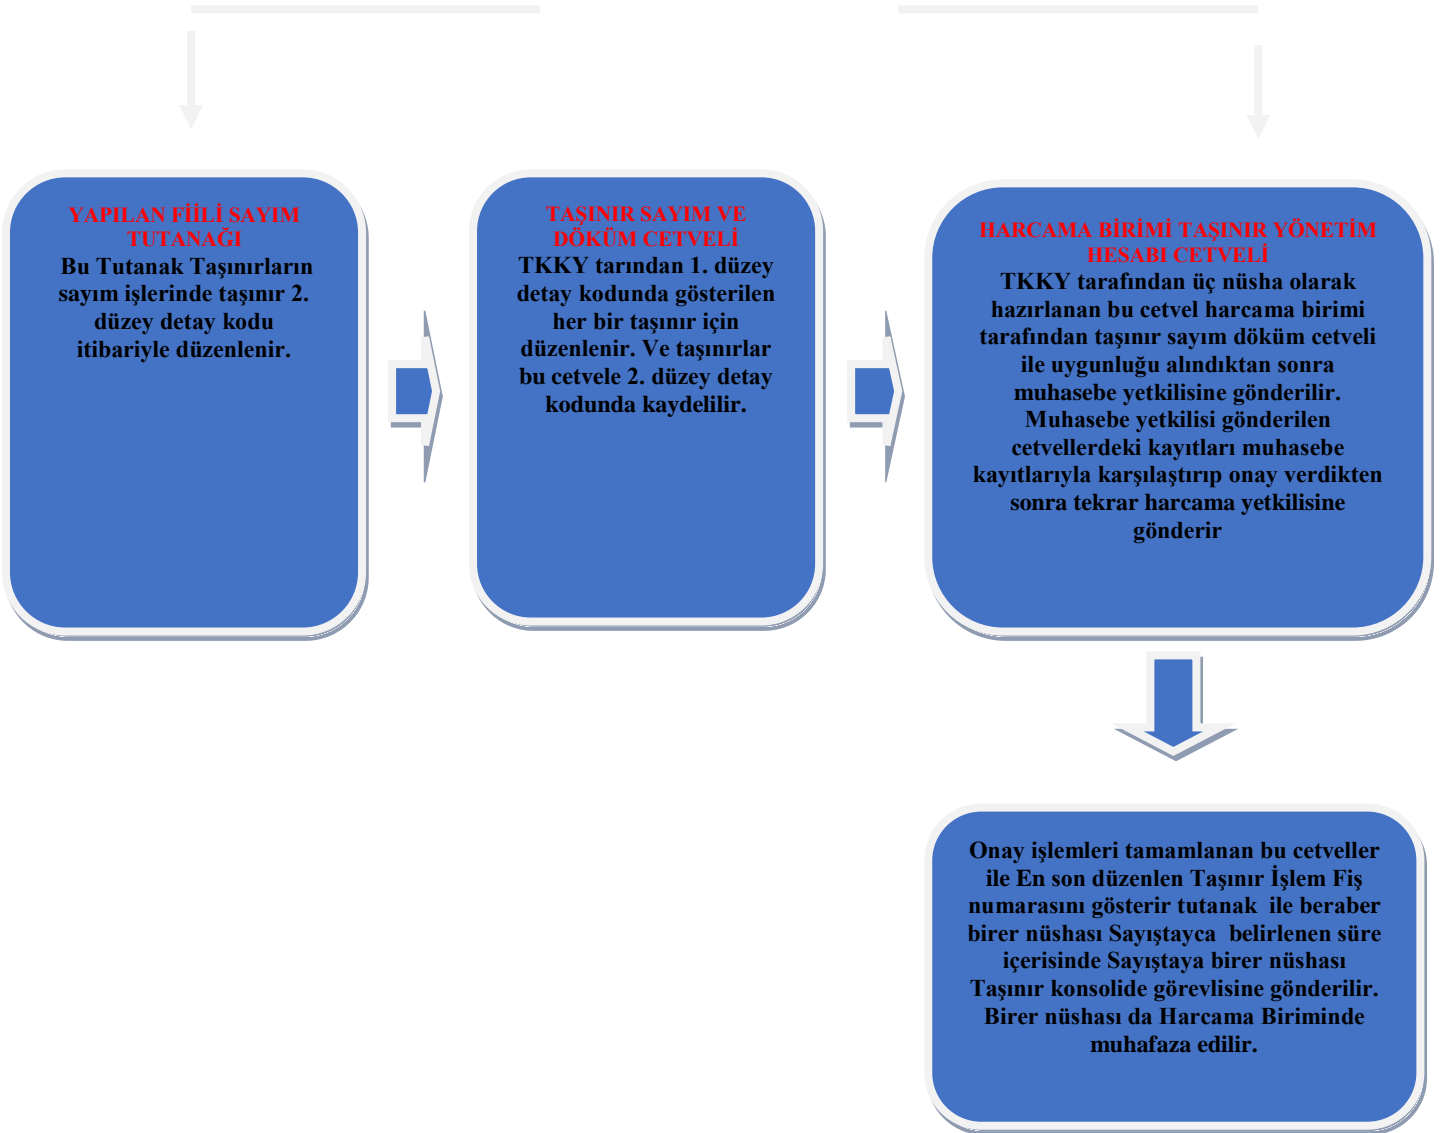 YAPILAN FİİLİ SAYIM
TUTANAĞI
Bu Tutanak Taşınırların
sayım işlerinde taşınır 2.
düzey detay kodu
itibariyle düzenlenir.
TAŞINIR SAYIM VE
DÖKÜM CETVELİ
TKKY tarından 1. düzey
detay kodunda gösterilen
her bir taşınır için
düzenlenir. Ve taşınırlar
bu cetvele 2. düzey detay
kodunda kaydelilir.
HARCAMA BİRİMİ TAŞINIR YÖNETİM
HESABI CETVELİ
TKKY tarafından üç nüsha olarak
hazırlanan bu cetvel harcama birimi
tarafından taşınır sayım döküm cetveli
ile uygunluğu alındıktan sonra
muhasebe yetkilisine gönderilir.
Muhasebe yetkilisi gönderilen
cetvellerdeki kayıtları muhasebe
kayıtlarıyla karşılaştırıp onay verdikten
sonra tekrar harcama yetkilisine
gönderir
Onay işlemleri tamamlanan bu cetveller
ile En son düzenlen Taşınır İşlem Fiş
numarasını gösterir tutanak ile beraber
birer nüshası Sayıştayca belirlenen süre
içerisinde Sayıştaya birer nüshası
Taşınır konsolide görevlisine gönderilir.
Birer nüshası da Harcama Biriminde
muhafaza edilir.